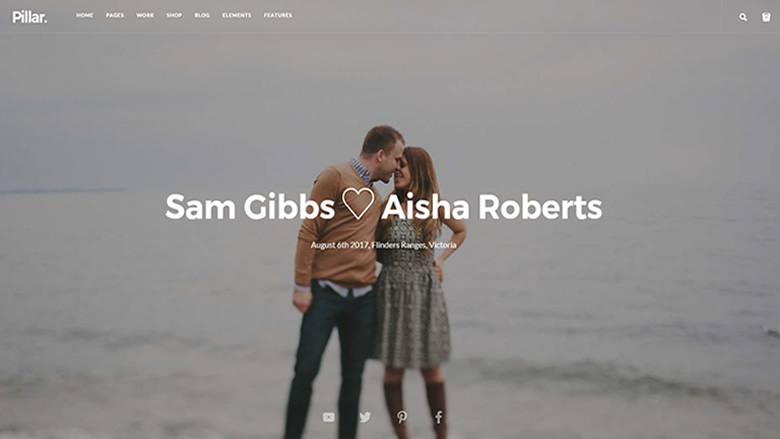 Pillar.
HOME PAGES WORK SHOP BLOG ELEMENTS FEATURES
Sam Gibbs ♡ Aisha Roberts
August 6th 2017, Flinders Ranges, Victoria